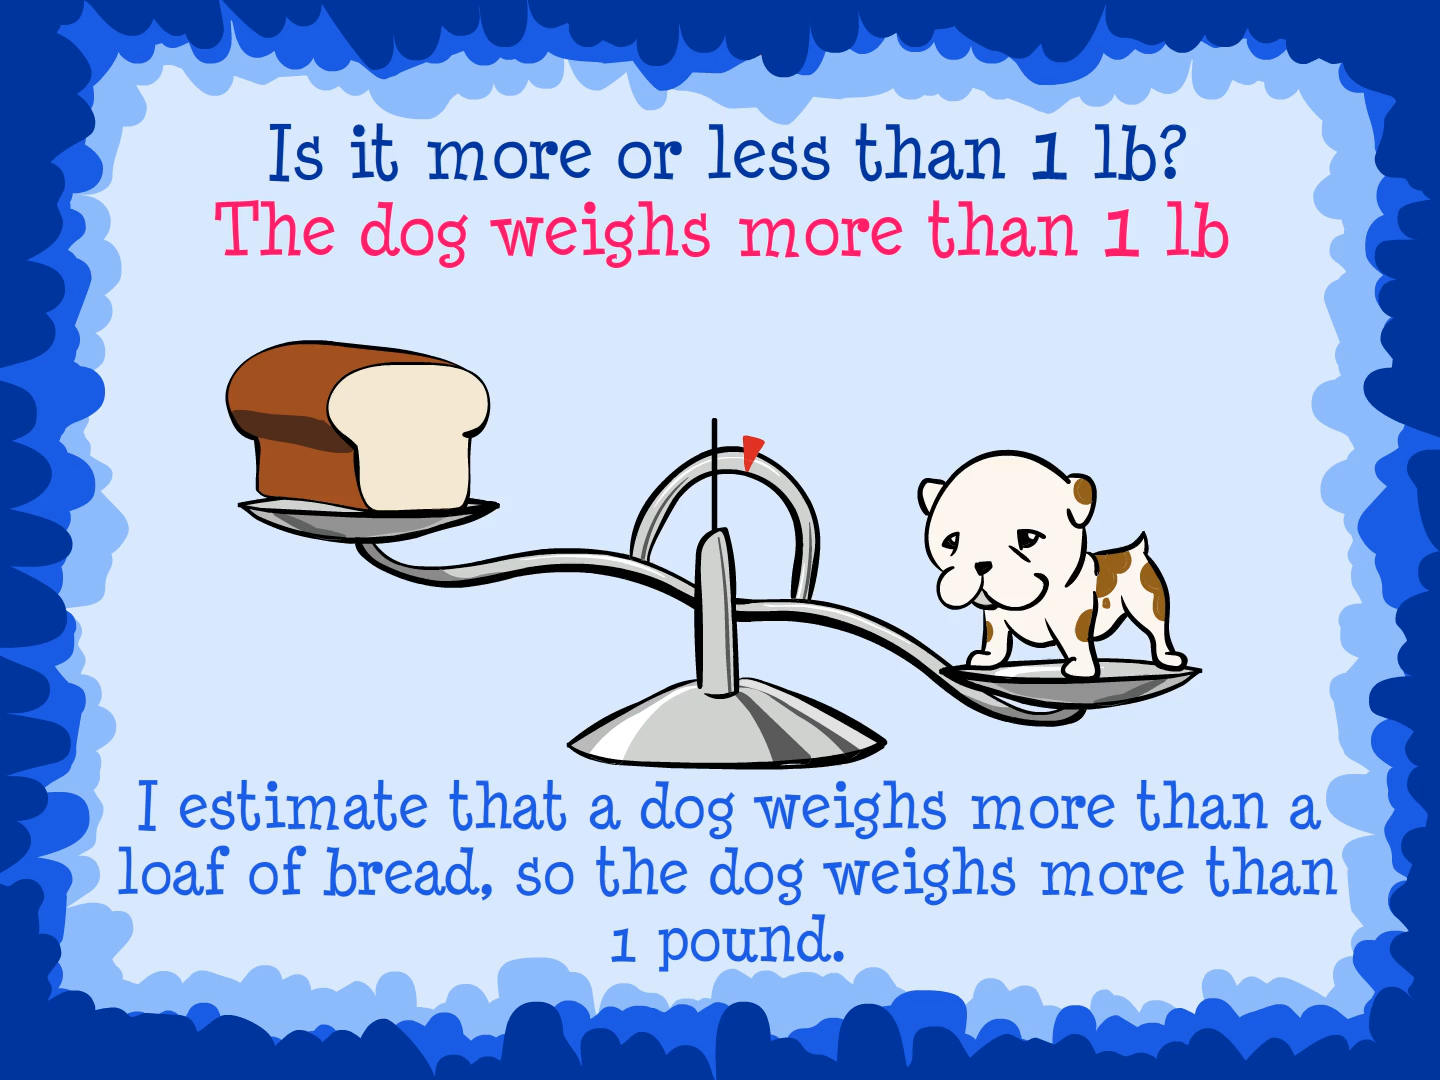 Is it more or less than 1 lb?
The dog weighs more than 1 lb
I estimate that a dog weighs more than a
loaf of bread, so the dog weighs more than
1 pound.